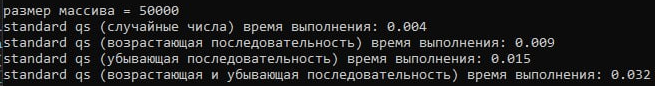 размер массива = 50000
standard qs (случайные числа) время выполнения: 0.004
standard qs (возрастающая последовательность) время выполнения: 0.009
standard qs (убывающая последовательность) время выполнения: 0.015
standard qs (возрастающая и убывающая последовательность) время выполнения: 0.032